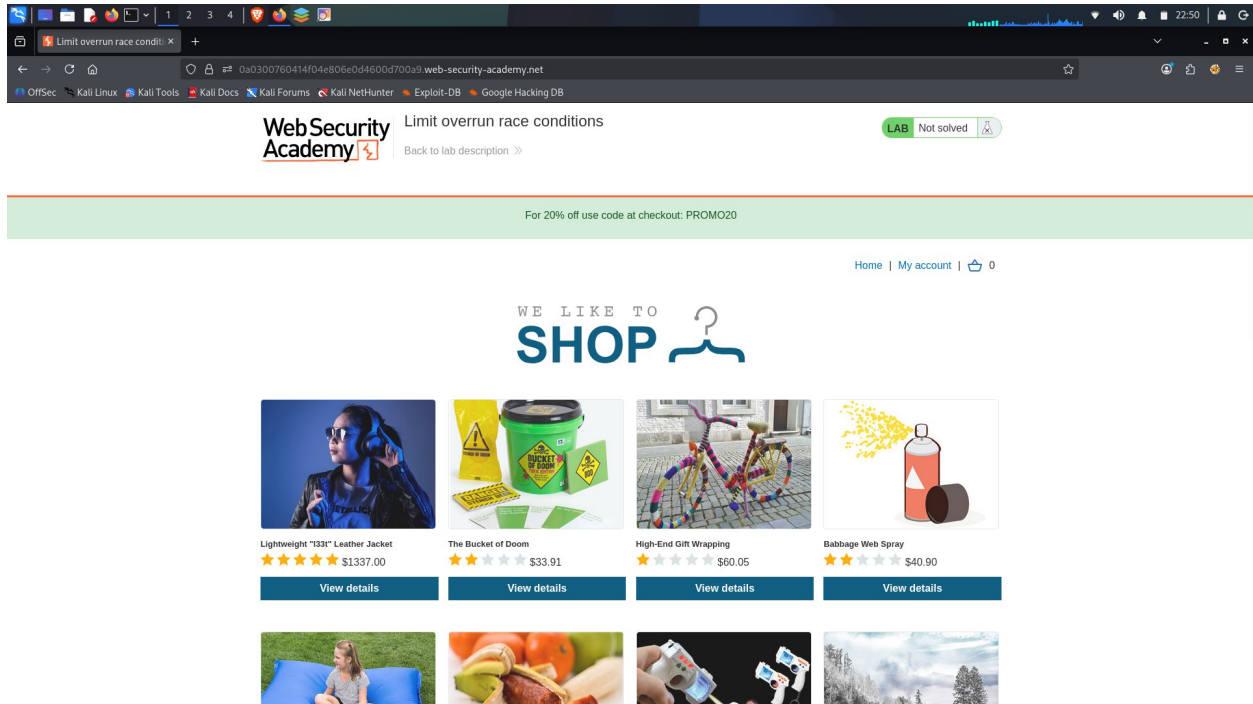 1 2 3 4
22:50
Limit overrun race conditi
0a0300760414f04e806e0d4600d700a9.web-security-academy.net
OffSec Kali Linux Kali Tools Kali Docs Kali Forums Kali NetHunter Exploit-DB Google Hacking DB
WebSecurity
Academy
Limit overrun race conditions
Back to lab description
LAB Not solved
For 20% off use code at checkout: PROMO20
Home | My account | 0
WE LIKE TO
SHOP
BUCKET
OF DOOM
Lightweight "l33t" Leather Jacket
$1337.00
View details
The Bucket of Doom
$33.91
View details
High-End Gift Wrapping
$60.05
View details
Babbage Web Spray
$40.90
View details